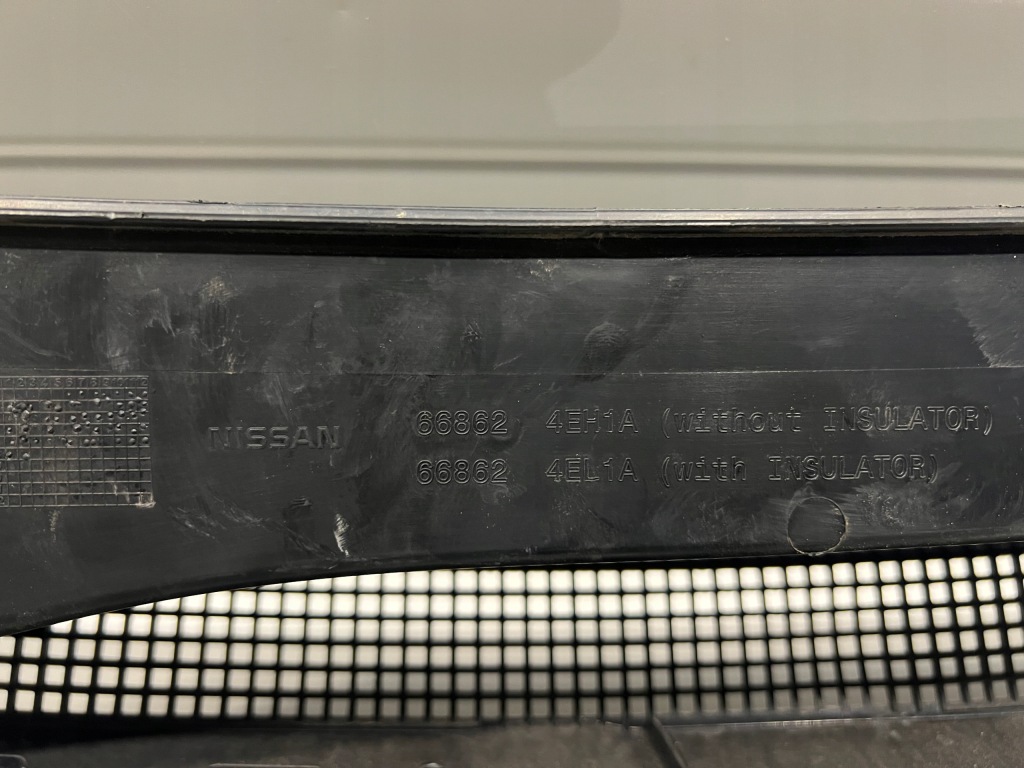 NISSAN
66862 4EH1A (without INSULATOR)
66862 4EL1A (with INSULATOR)